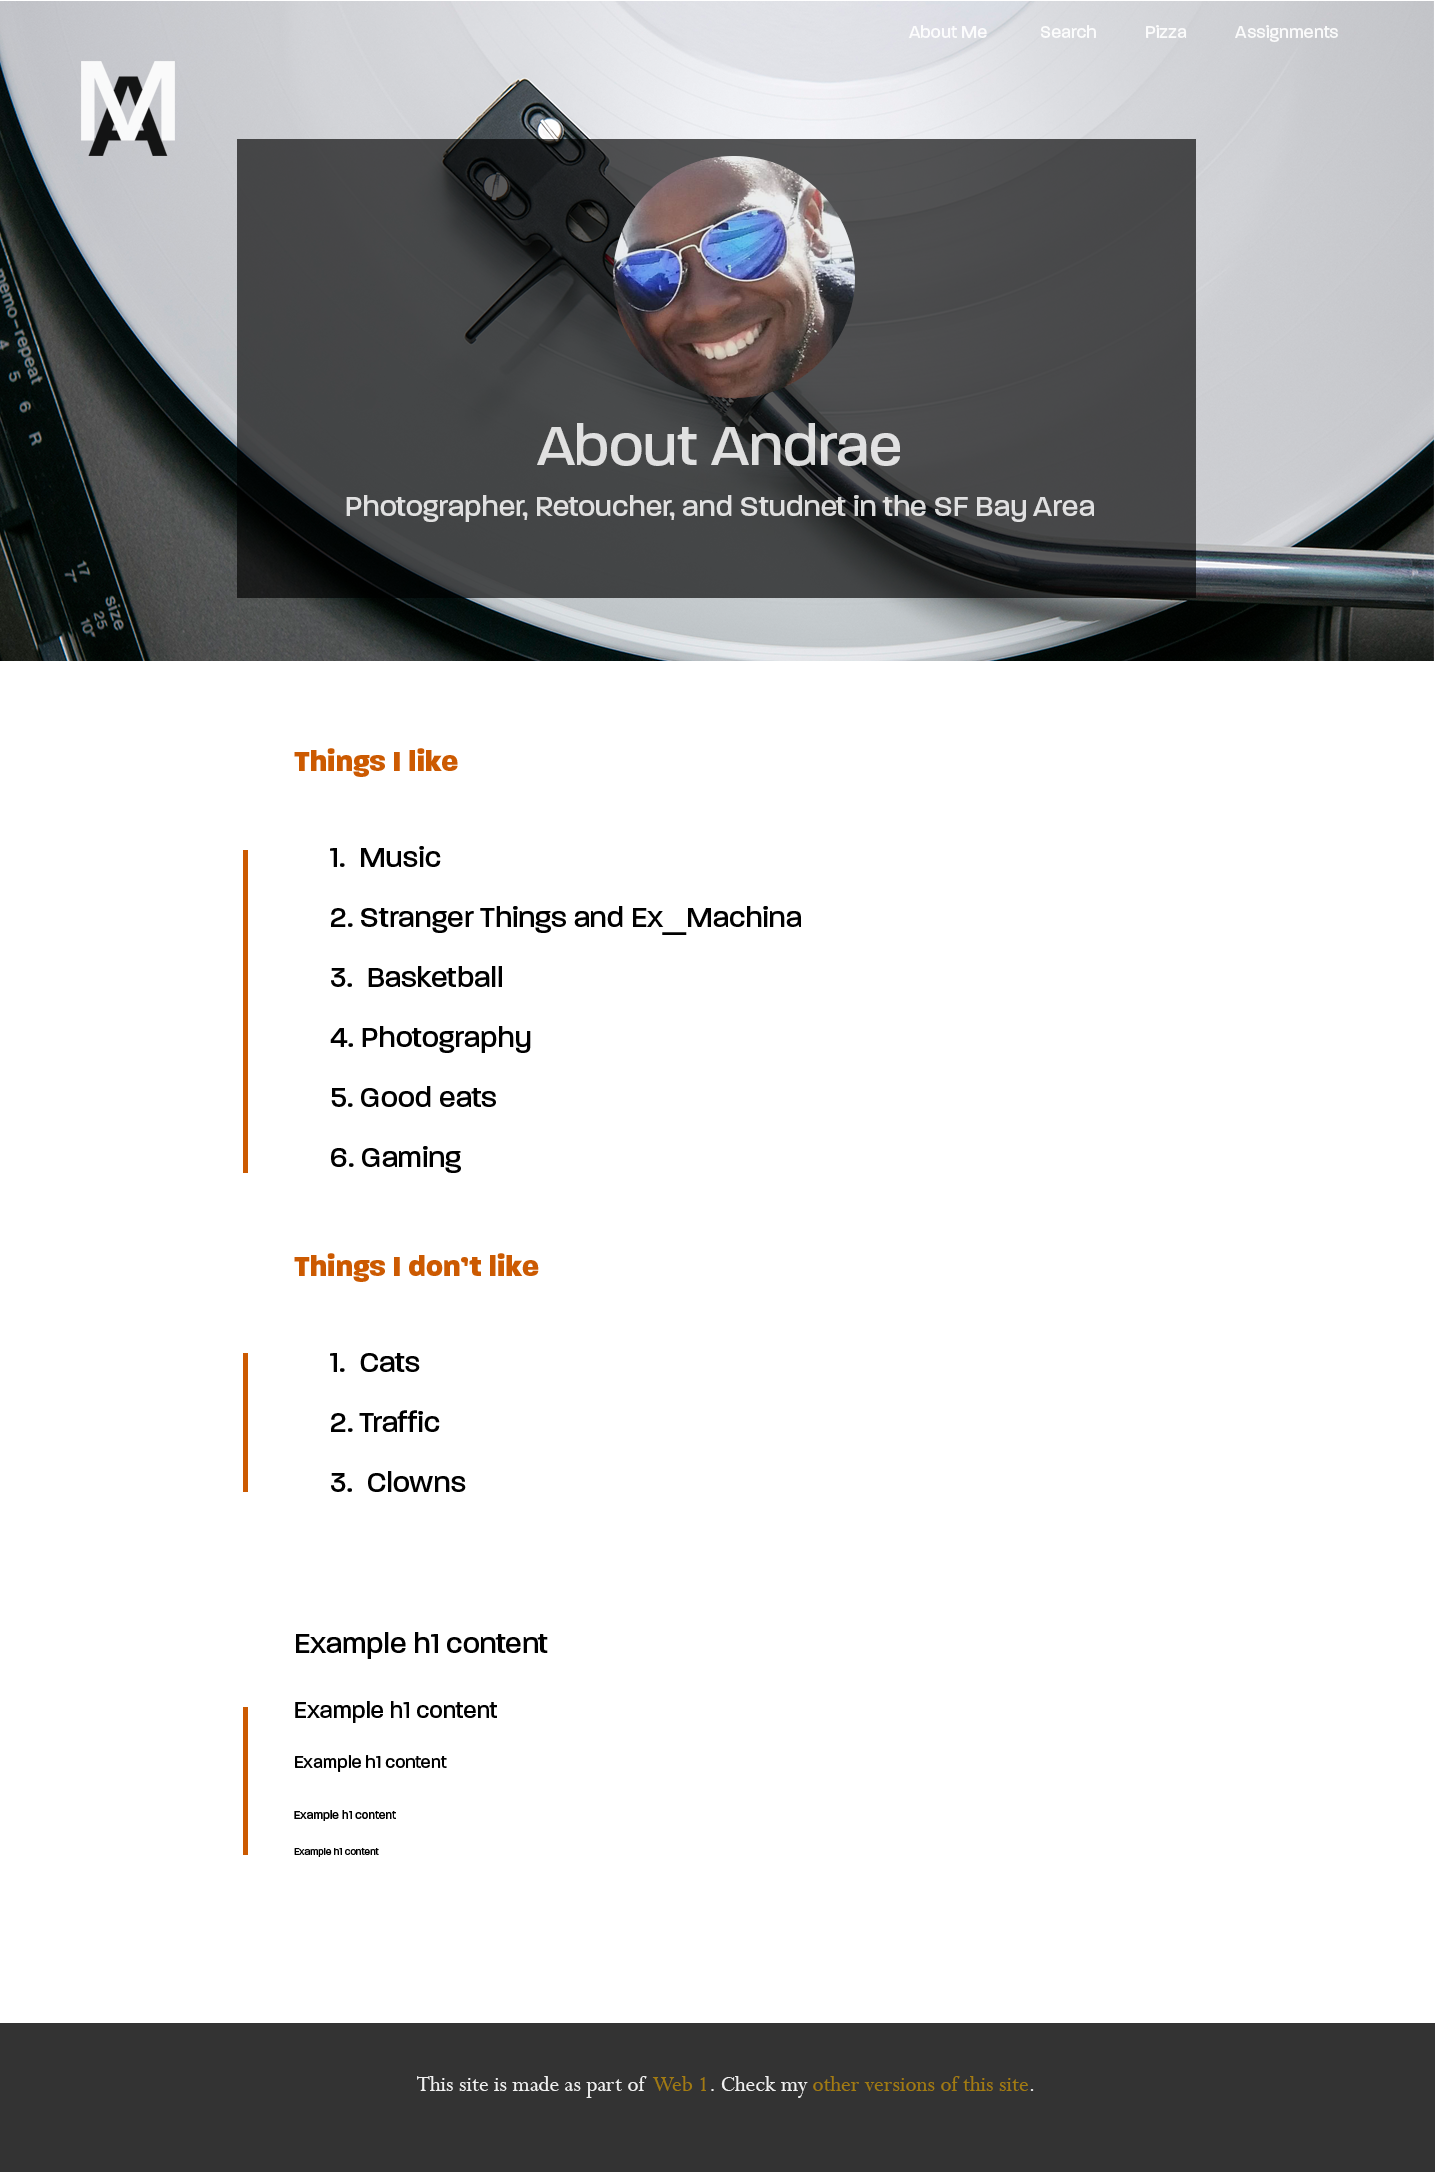 About Me Search Pizza Assignments
MA
memo-repeat
4 5 6 R
17
7"
size
25
10"
About Andrae
Photographer, Retoucher, and Studnet in the SF Bay Area
Things I like
1. Music
2. Stranger Things and Ex_Machina
3. Basketball
4. Photography
5. Good eats
6. Gaming
Things I don’t like
1. Cats
2. Traffic
3. Clowns
Example h1 content
Example h1 content
Example h1 content
Example h1 content
Example h1 content
This site is made as part of Web 1. Check my other versions of this site.